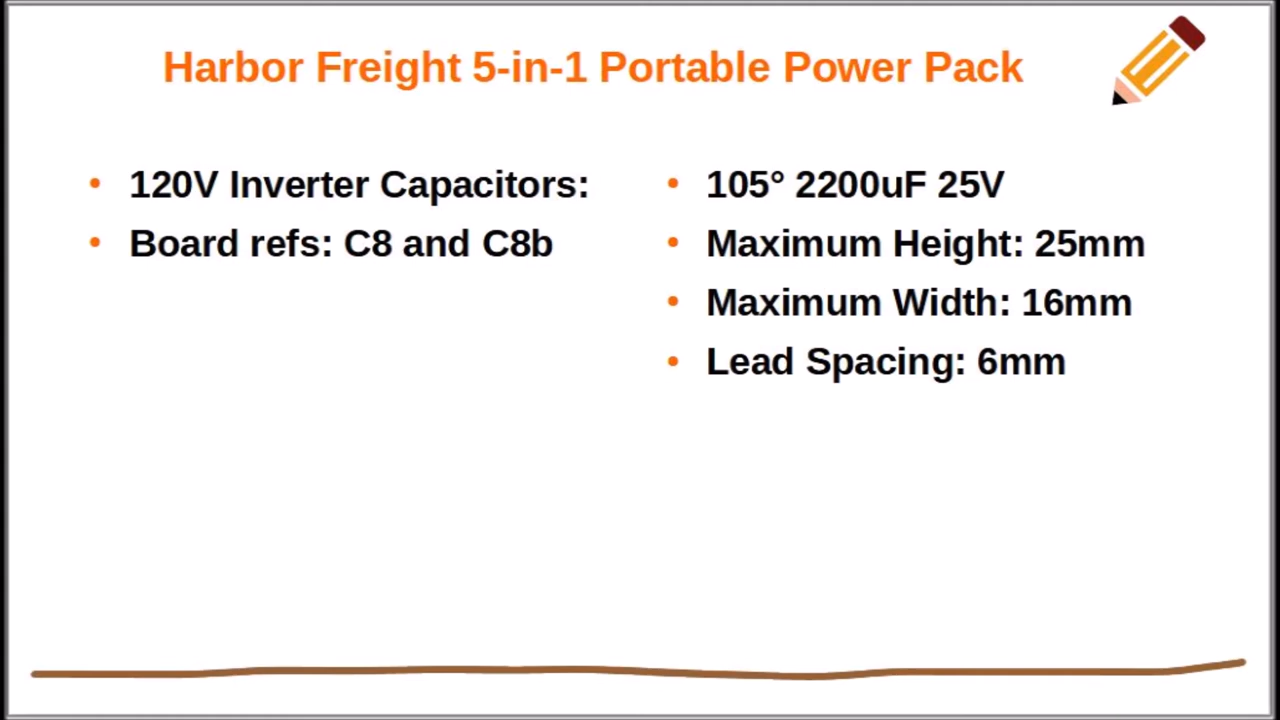 Harbor Freight 5-in-1 Portable Power Pack
• 120V Inverter Capacitors:
• Board refs: C8 and C8b
• 105° 2200uF 25V
• Maximum Height: 25mm
• Maximum Width: 16mm
• Lead Spacing: 6mm